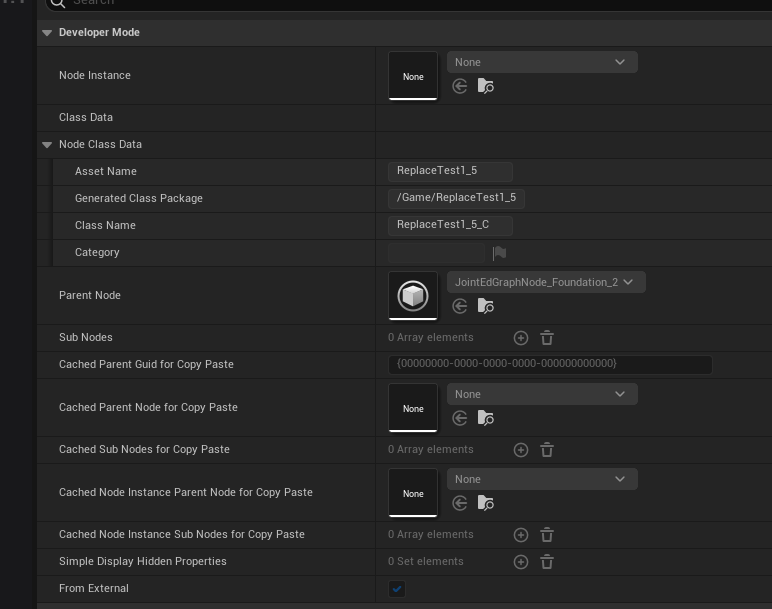 Search
Developer Mode
Node Instance
None
None
Class Data
Node Class Data
Asset Name
ReplaceTest1_5
Generated Class Package
/Game/ReplaceTest1_5
Class Name
ReplaceTest1_5_C
Category
Parent Node
JointEdGraphNode_Foundation_2
Sub Nodes
0 Array elements
Cached Parent Guid for Copy Paste
{00000000-0000-0000-0000-000000000000}
Cached Parent Node for Copy Paste
None
None
Cached Sub Nodes for Copy Paste
0 Array elements
Cached Node Instance Parent Node for Copy Paste
None
None
Cached Node Instance Sub Nodes for Copy Paste
0 Array elements
Simple Display Hidden Properties
0 Set elements
From External